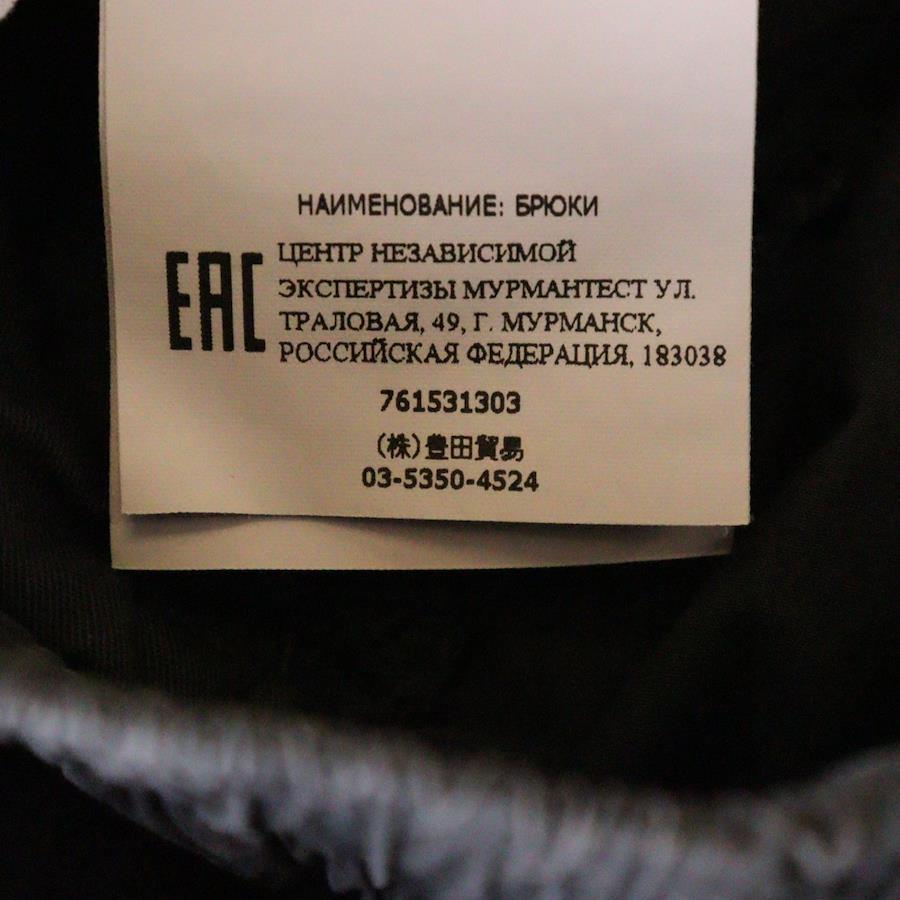 НАИМЕНОВАНИЕ: БРЮКИ
EAC
ЦЕНТР НЕЗАВИСИМОЙ
ЭКСПЕРТИЗЫ МУРМАНТЕСТ УЛ.
ТРАЛОВАЯ, 49, Г. МУРМАНСК,
РОССИЙСКАЯ ФЕДЕРАЦИЯ, 183038
761531303
(株)豊田貿易
03-5350-4524